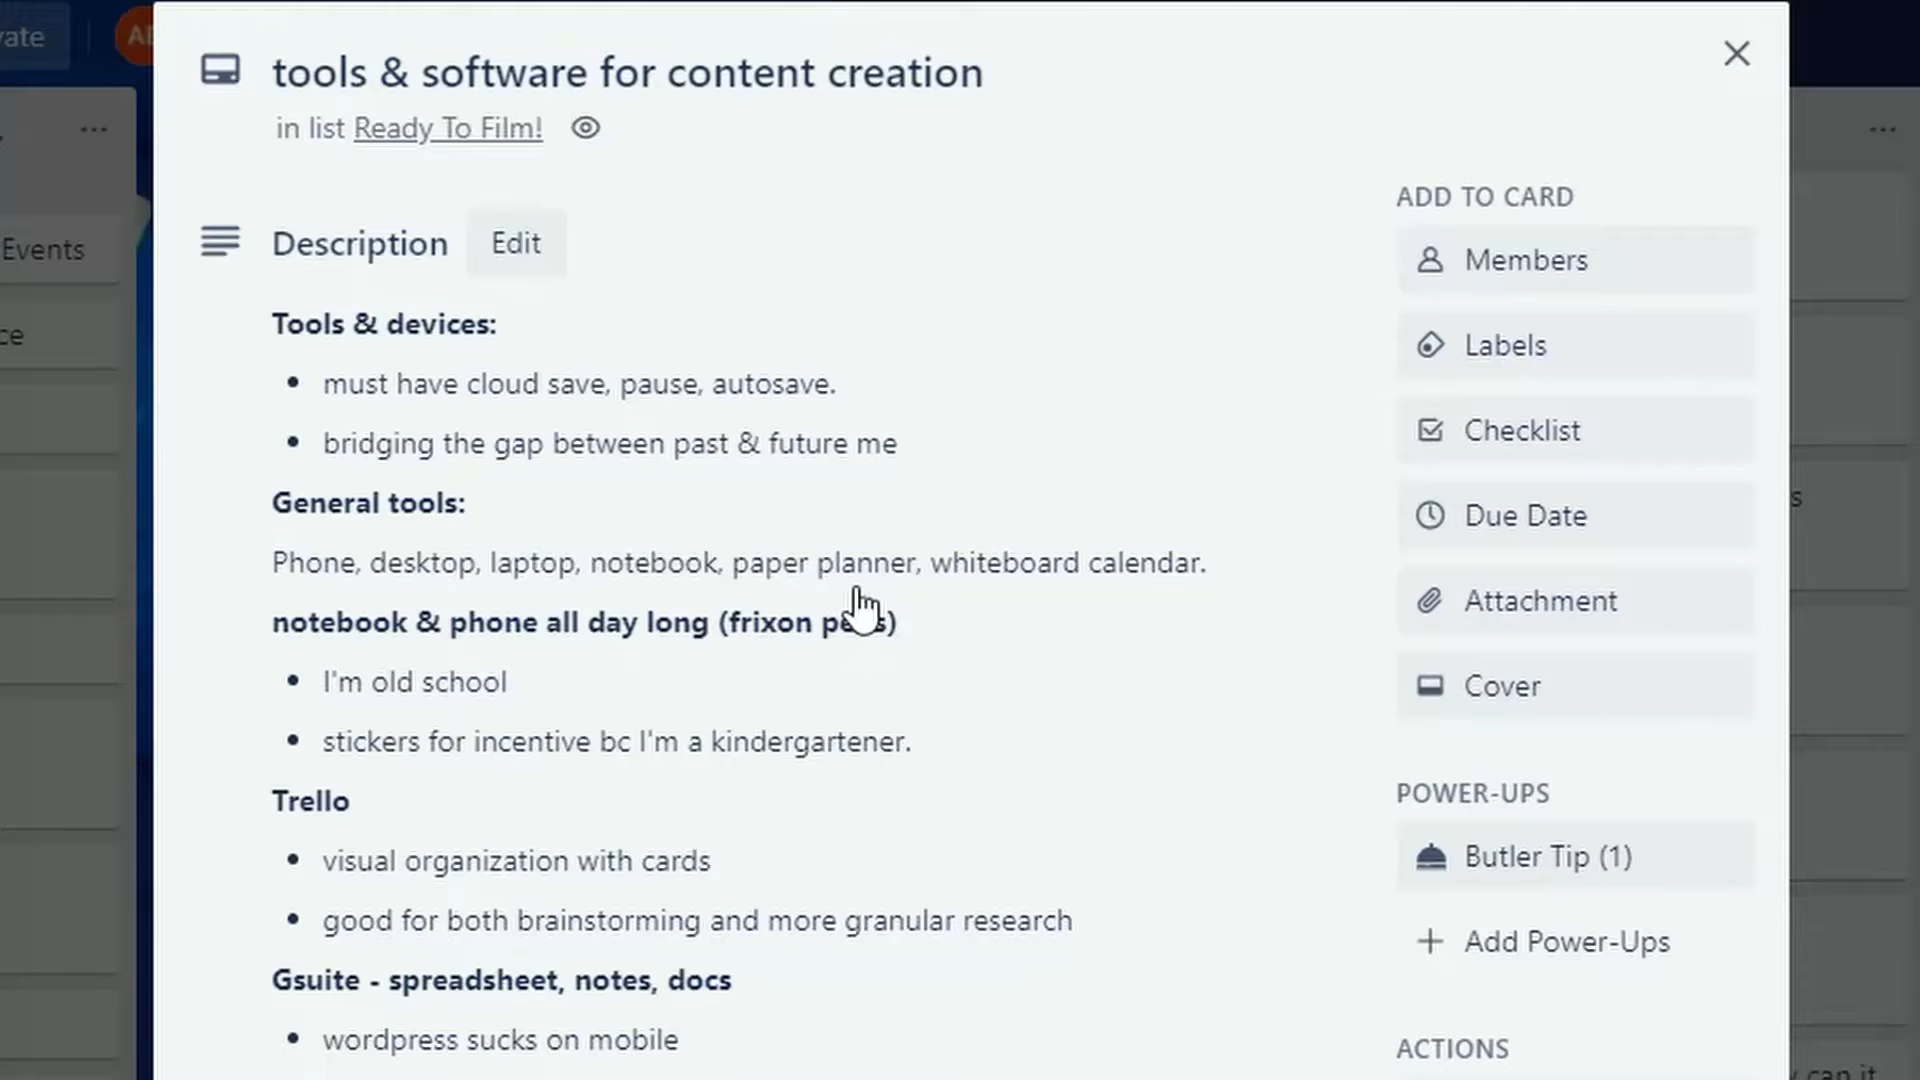 tools & software for content creation
in list Ready To Film!
Description Edit
Tools & devices:
must have cloud save, pause, autosave.
bridging the gap between past & future me
General tools:
Phone, desktop, laptop, notebook, paper planner, whiteboard calendar.
notebook & phone all day long (frixon
I'm old school
stickers for incentive bc I'm a kindergartener.
Trello
visual organization with cards
good for both brainstorming and more granular research
Gsuite - spreadsheet, notes, docs
wordpress sucks on mobile
ADD TO CARD
Members
Labels
Checklist
Due Date
Attachment
Cover
POWER-UPS
Butler Tip (1)
+ Add Power-Ups
ACTIONS
Events
can it